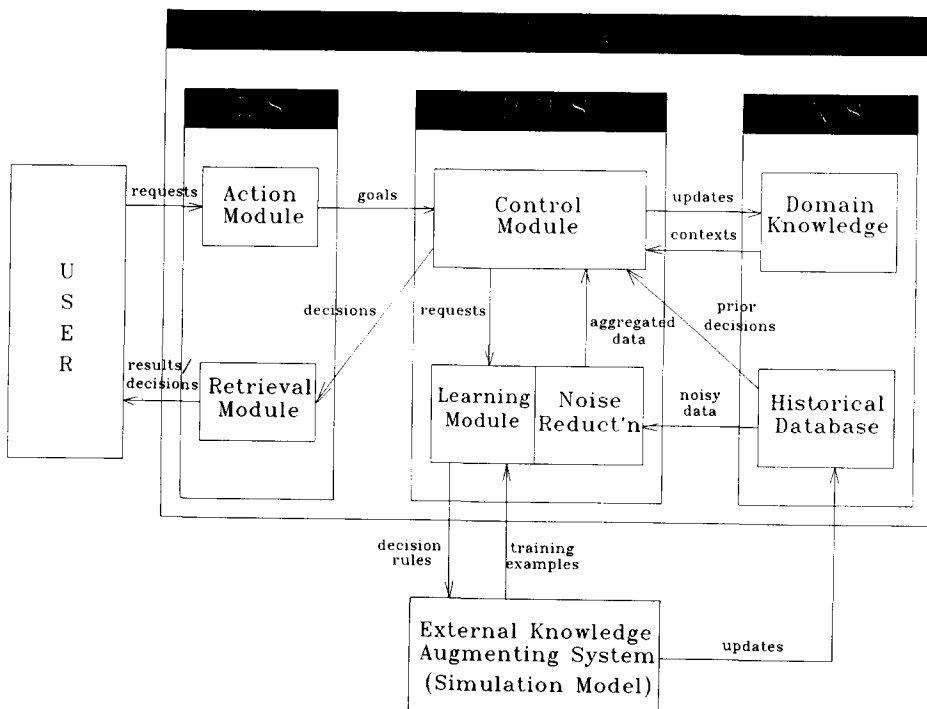 requests
Action
Module
goals
Control
Module
updates
contexts
Domain
Knowledge
U
S
E
R
decisions
requests
aggregated
data
prior
decisions
results/
decisions
Retrieval
Module
Learning
Module
Noise
Reduct'n
noisy
data
Historical
Database
decision
rules
training
examples
External Knowledge
Augmenting System
(Simulation Model)
updates